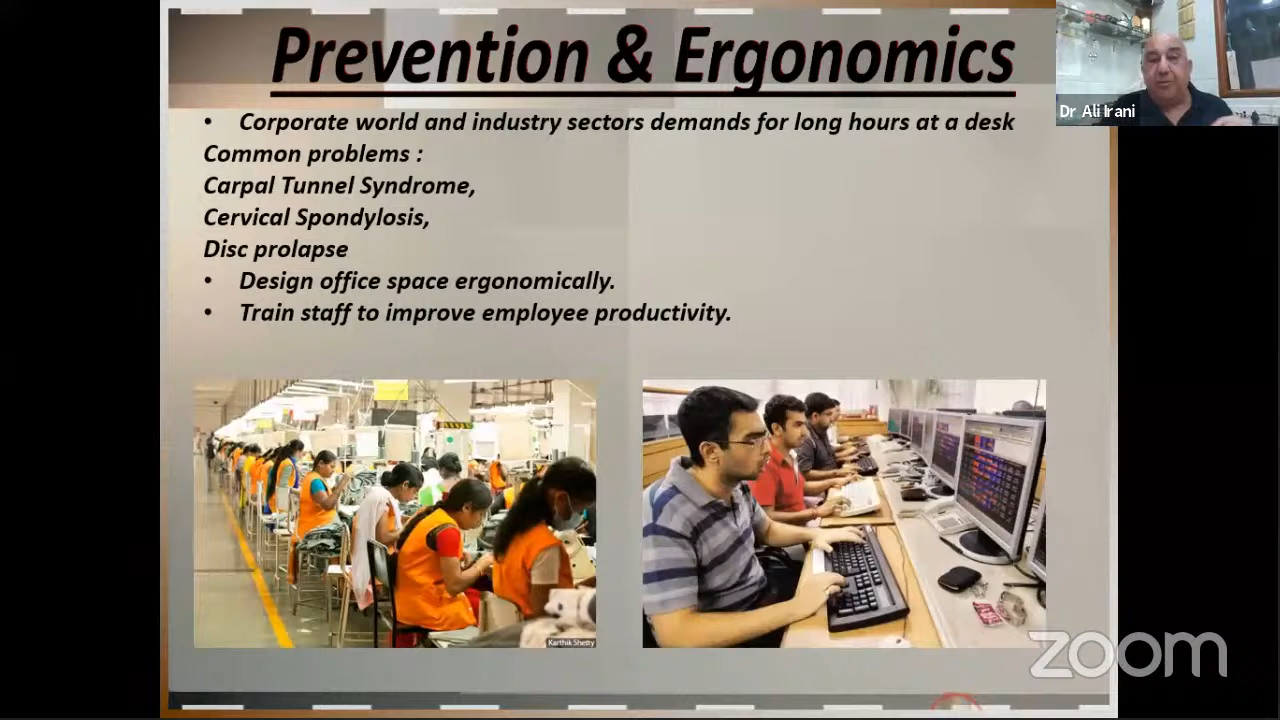 Prevention & Ergonomics
Dr Ali Irani
• Corporate world and industry sectors demands for long hours at a desk
Common problems :
Carpal Tunnel Syndrome,
Cervical Spondylosis,
Disc prolapse
• Design office space ergonomically.
• Train staff to improve employee productivity.
Karthik Shetty
zoom